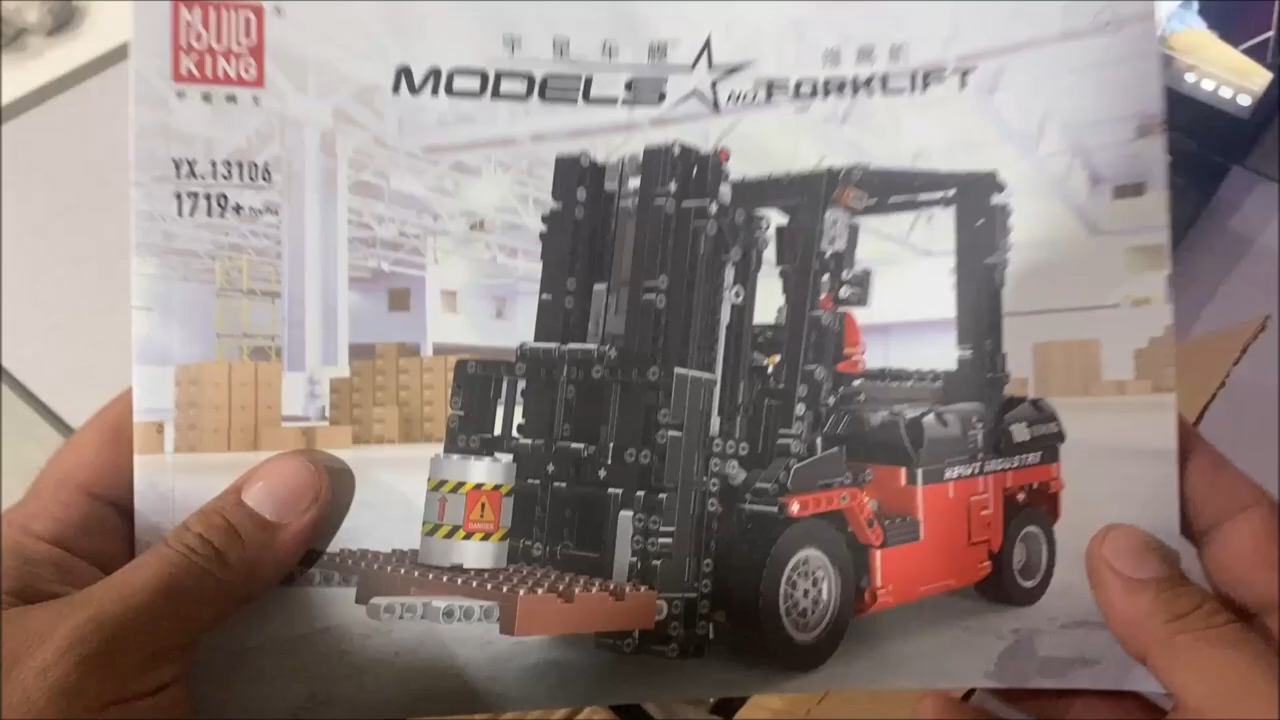 MOULD
KING
MODELS
FORKLIFT
YX.13106
1719+
DANGER
HEAVY INDUSTRY